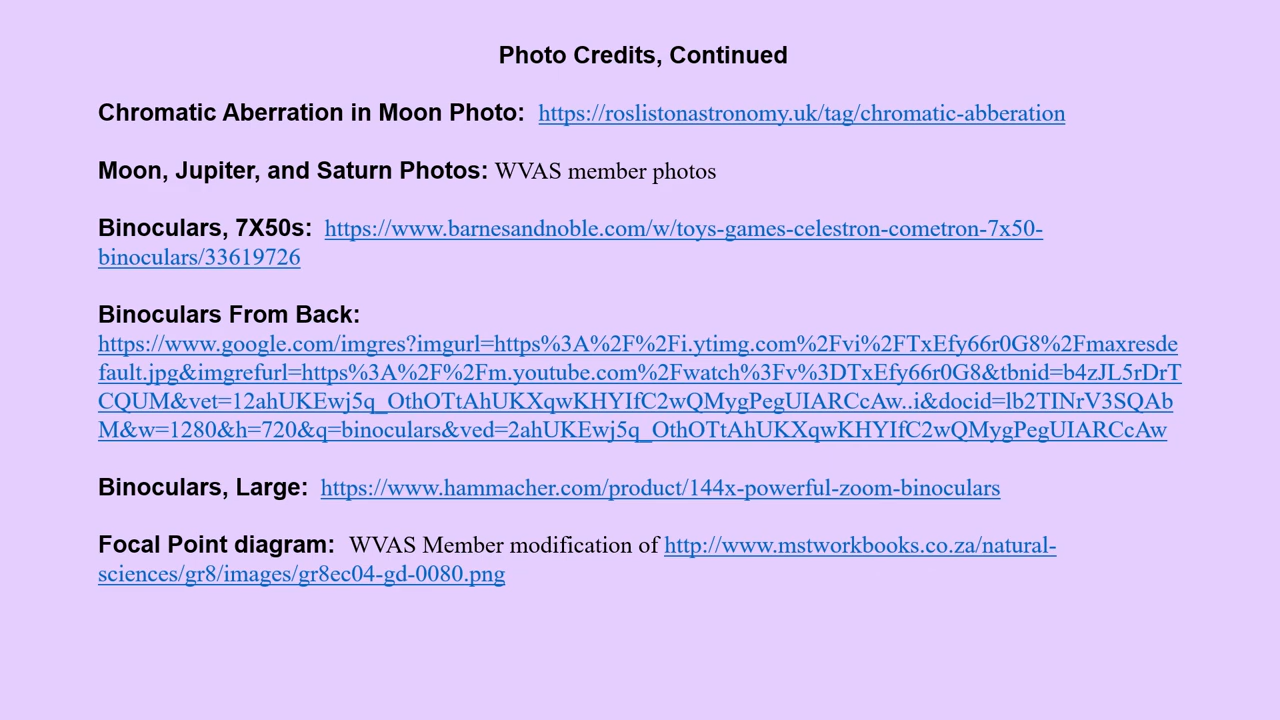 Photo Credits, Continued
Chromatic Aberration in Moon Photo: https://roslistonastronomy.uk/tag/chromatic-abberation
Moon, Jupiter, and Saturn Photos: WVAS member photos
Binoculars, 7X50s: https://www.barnesandnoble.com/w/toys-games-celestron-cometron-7x50-
binoculars/33619726
Binoculars From Back:
https://www.google.com/imgres?imgurl=https%3A%2F%2Fi.ytimg.com%2Fvi%2FTxEfy66r0G8%2Fmaxresde
fault.jpg&imgrefurl=https%3A%2F%2Fm.youtube.com%2Fwatch%3Fv%3DTxEfy66r0G8&tbnid=b4zJL5rDrT
CQUM&vet=12ahUKEwj5q_OthOTtAhUKXqwKHYIfC2wQMygPegUIARCcAw..i&docid=lb2TINrV3SQAb
M&w=1280&h=720&q=binoculars&ved=2ahUKEwj5q_OthOTtAhUKXqwKHYIfC2wQMygPegUIARCcAw
Binoculars, Large: https://www.hammacher.com/product/144x-powerful-zoom-binoculars
Focal Point diagram: WVAS Member modification of http://www.mstworkbooks.co.za/natural-
sciences/gr8/images/gr8ec04-gd-0080.png